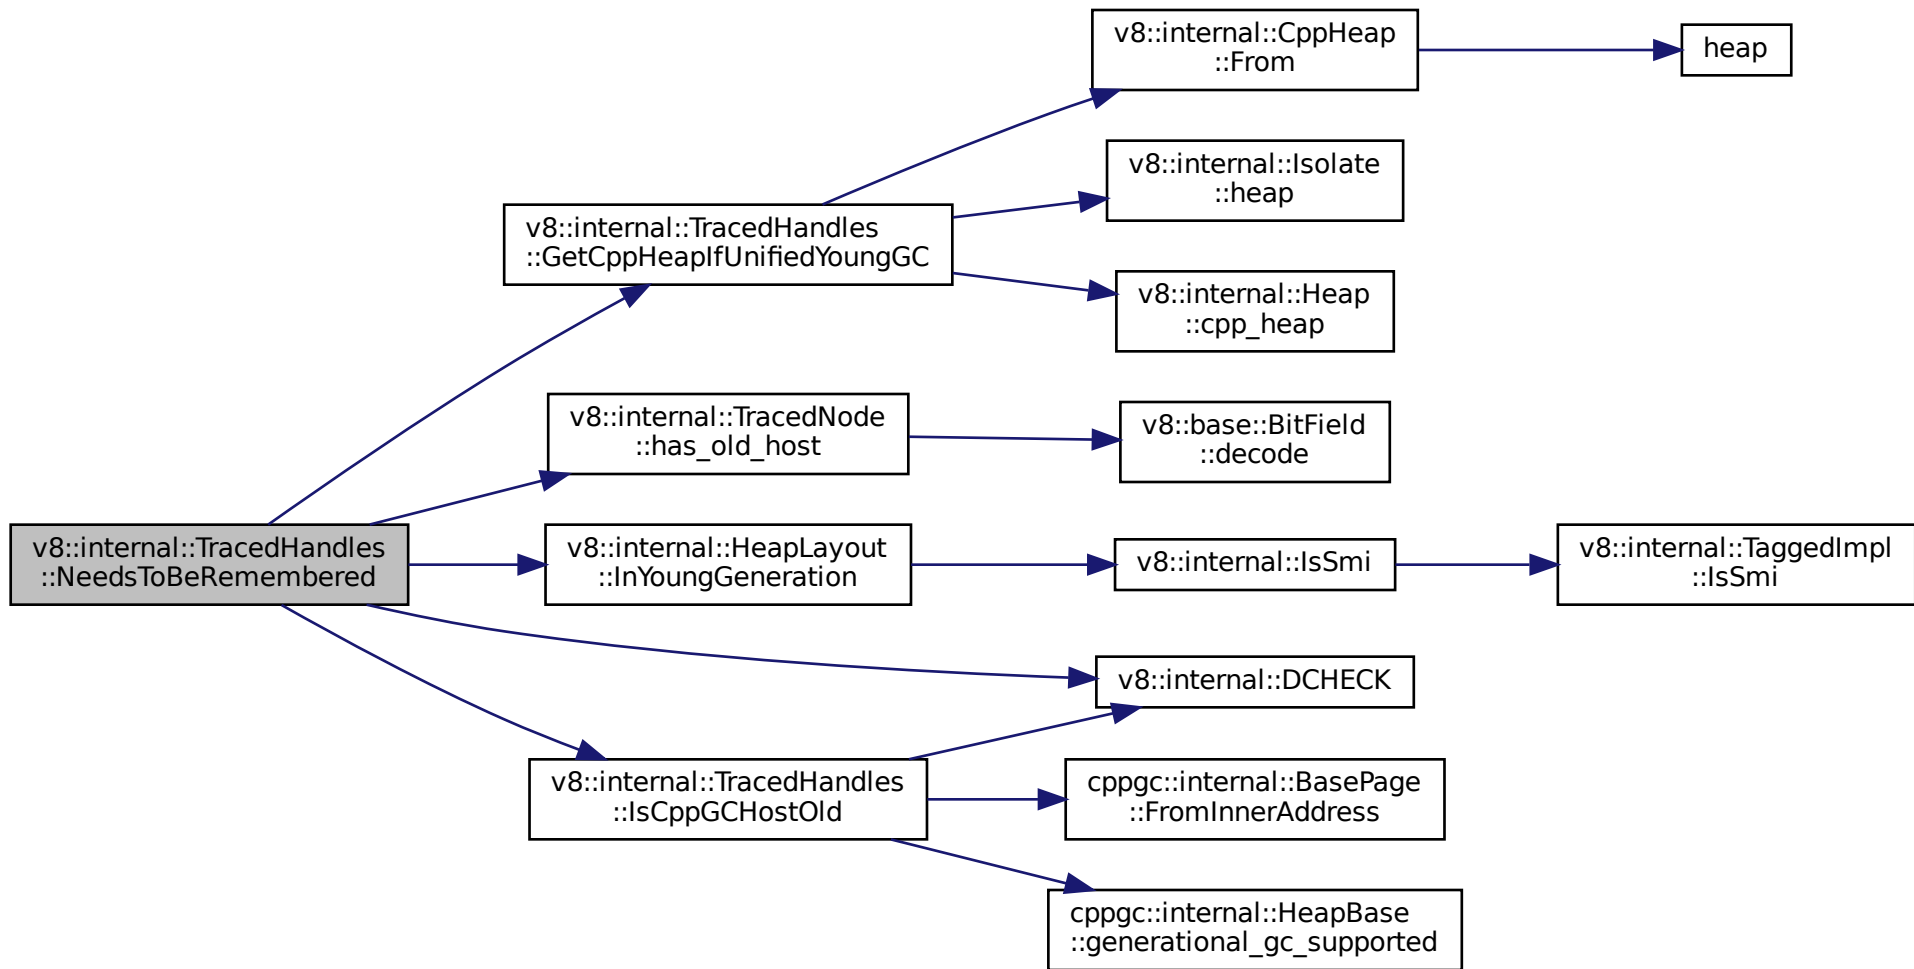 v8::internal::TracedHandles
::NeedsToBeRemembered
v8::internal::TracedHandles
::GetCppHeapIfUnifiedYoungGC
v8::internal::CppHeap
::From
heap
v8::internal::Isolate
::heap
v8::internal::Heap
::cpp_heap
v8::internal::TracedNode
::has_old_host
v8::base::BitField
::decode
v8::internal::HeapLayout
::InYoungGeneration
v8::internal::IsSmi
v8::internal::TaggedImpl
::IsSmi
v8::internal::DCHECK
v8::internal::TracedHandles
::IsCppGCHostOld
cppgc::internal::BasePage
::FromInnerAddress
cppgc::internal::HeapBase
::generational_gc_supported